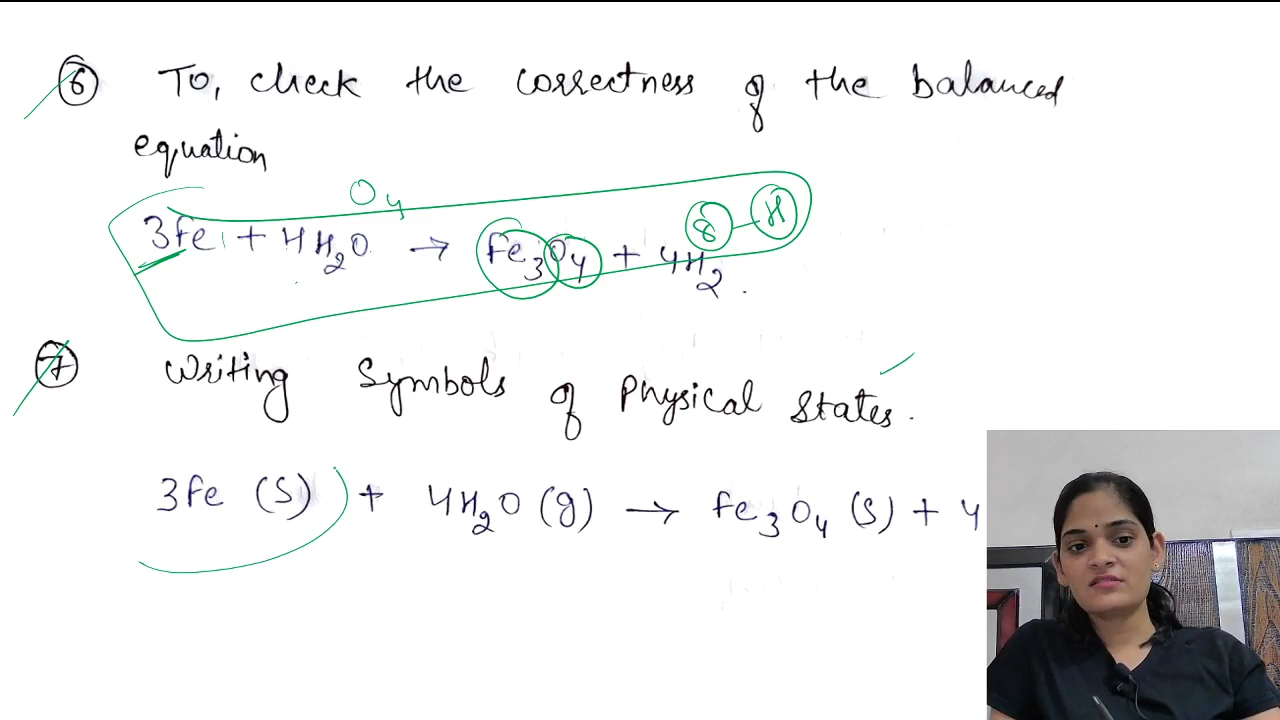 6 To, check the correctness of the balanced
equation
O4
8 H
3Fe + 4H2O → Fe3O4 + 4H2.
7 Writing Symbols of Physical States.
3Fe (S) + 4H2O (g) → Fe3O4 (S) + 4